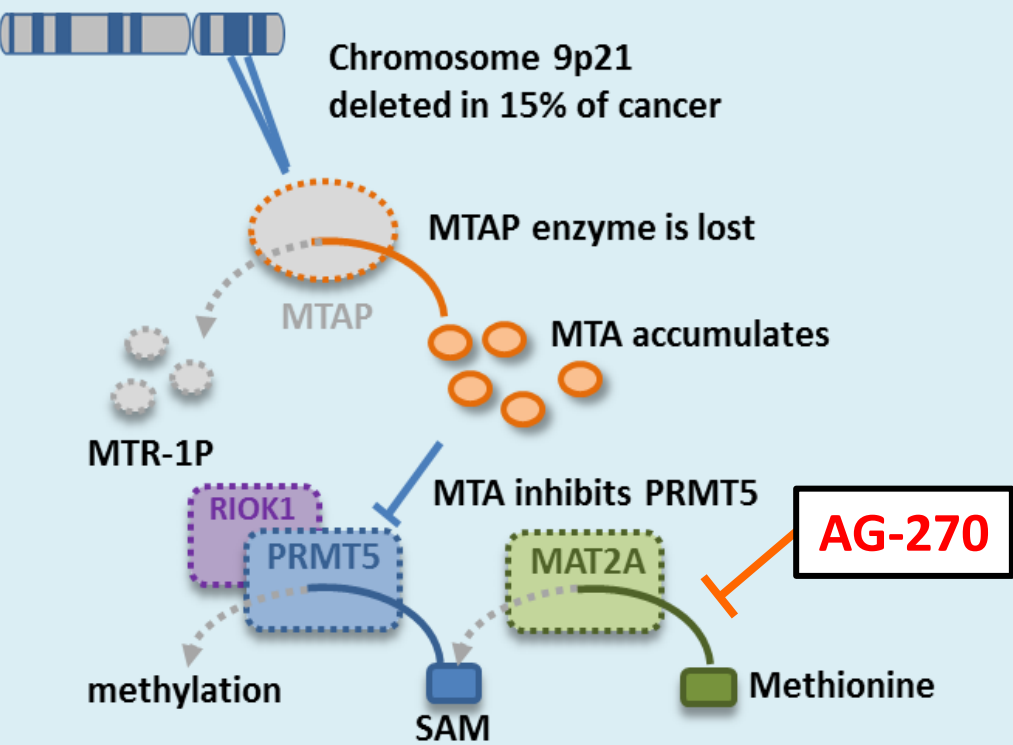 Chromosome 9p21
deleted in 15% of cancer
MTAP enzyme is lost
MTAP
MTA accumulates
MTR-1P
MTA inhibits PRMT5
RIOK1
PRMT5
MAT2A
AG-270
methylation
SAM
Methionine